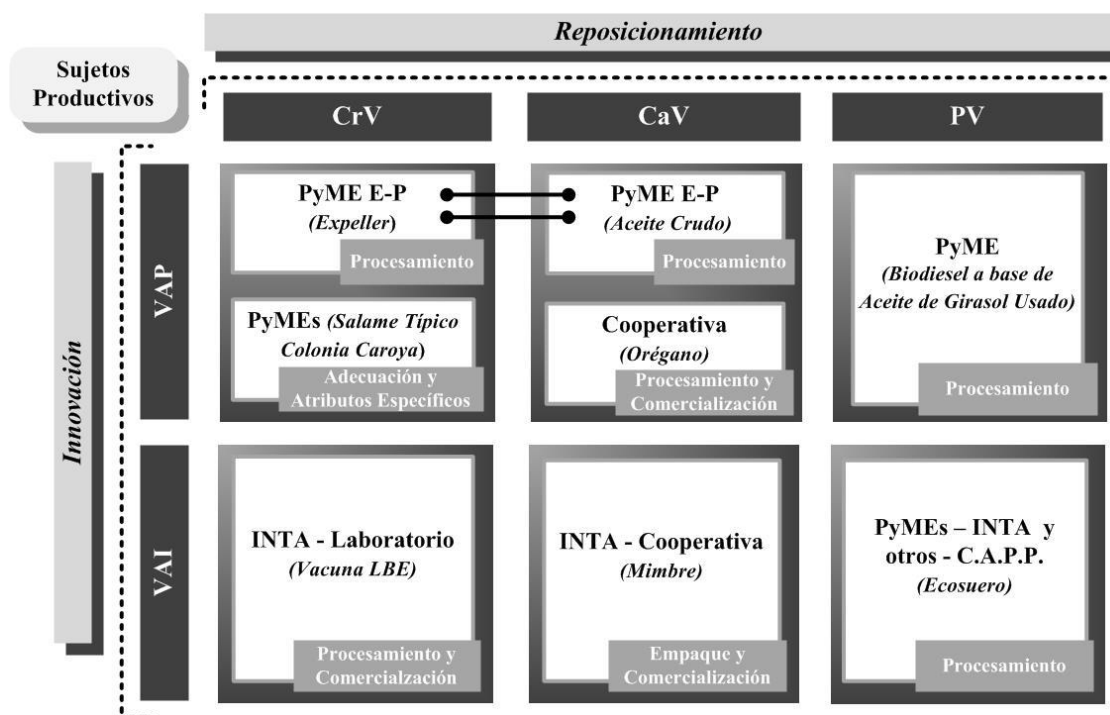 Reposicionamiento
Sujetos
Productivos
CrV
CaV
PV
Innovación
VAP
PyME E-P
(Expeller)
Procesamiento
PyME E-P
(Aceite Crudo)
Procesamiento
PyME
(Biodiesel a base de
Aceite de Girasol Usado)
Procesamiento
PyMEs (Salame Típico
Colonia Caroya)
Adecuación y
Atributos Específicos
Cooperativa
(Orégano)
Procesamiento y
Comercialización
VAI
INTA - Laboratorio
(Vacuna LBE)
Procesamiento y
Comercialzación
INTA - Cooperativa
(Mimbre)
Empaque y
Comercialización
PyMEs – INTA y
otros - C.A.P.P.
(Ecosuero)
Procesamiento